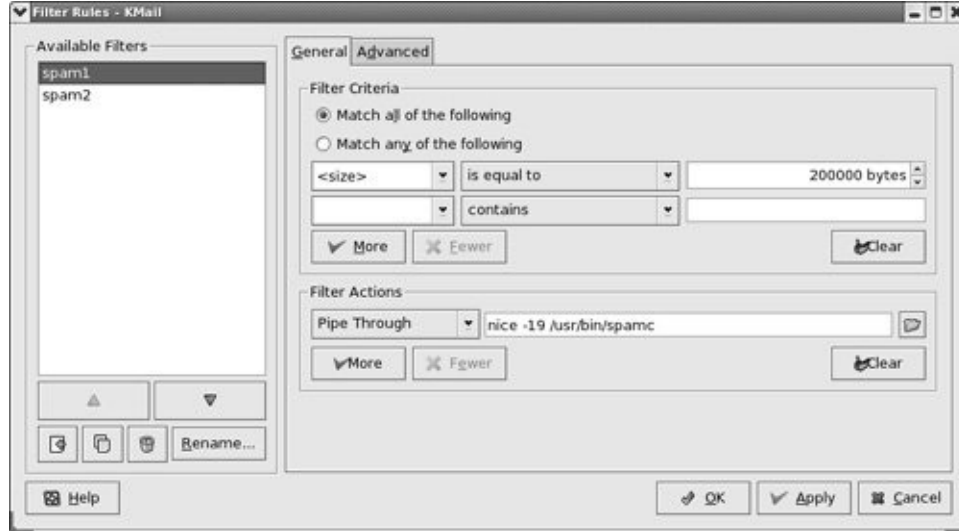 Filter Rules - KMail
Available Filters
spam1
spam2
Rename...
General
Advanced
Filter Criteria
Match all of the following
Match any of the following
<size>
is equal to
200000 bytes
contains
More
Fewer
Clear
Filter Actions
Pipe Through
nice -19 /usr/bin/spamc
More
Fewer
Clear
Help
OK
Apply
Cancel